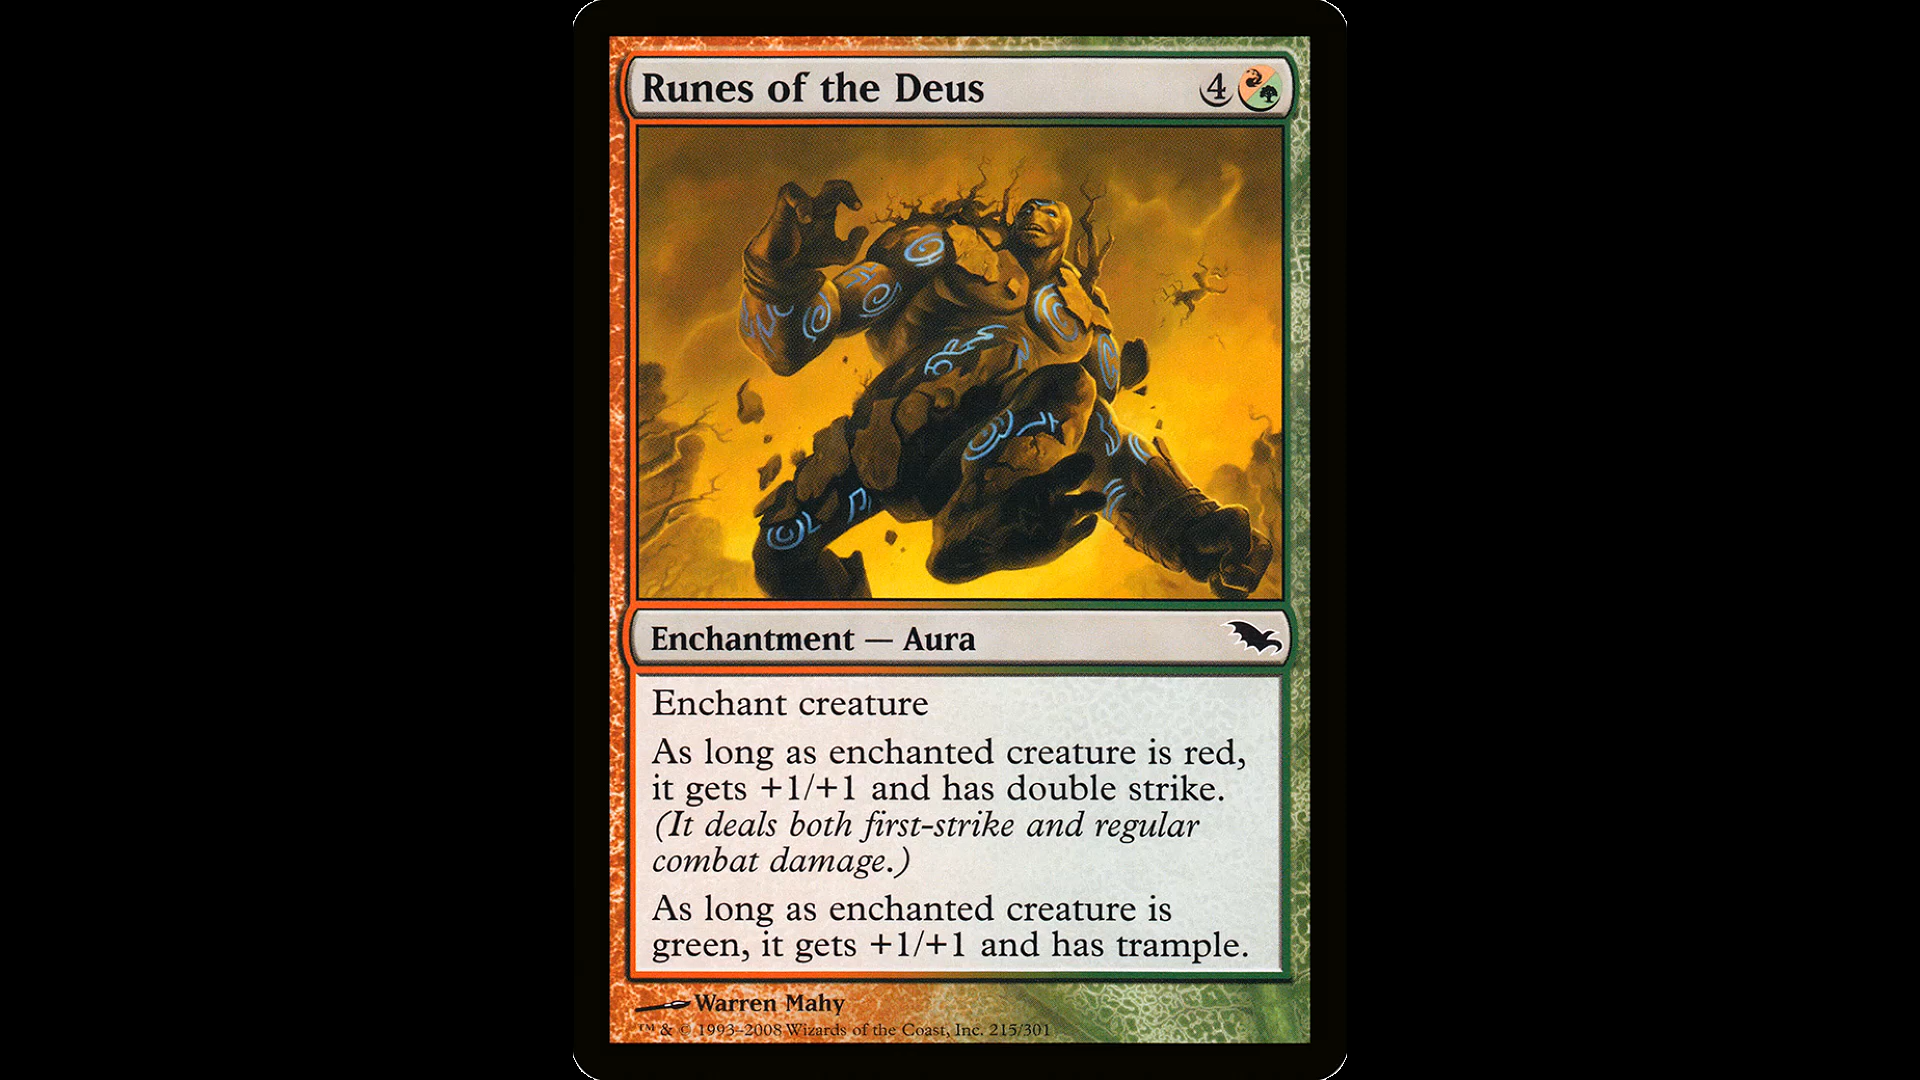 Runes of the Deus 4
Enchantment — Aura
Enchant creature
As long as enchanted creature is red,
it gets +1/+1 and has double strike.
(It deals both first-strike and regular
combat damage.)
As long as enchanted creature is
green, it gets +1/+1 and has trample.
Warren Mahy
™ & © 1993–2008 Wizards of the Coast, Inc. 215/301